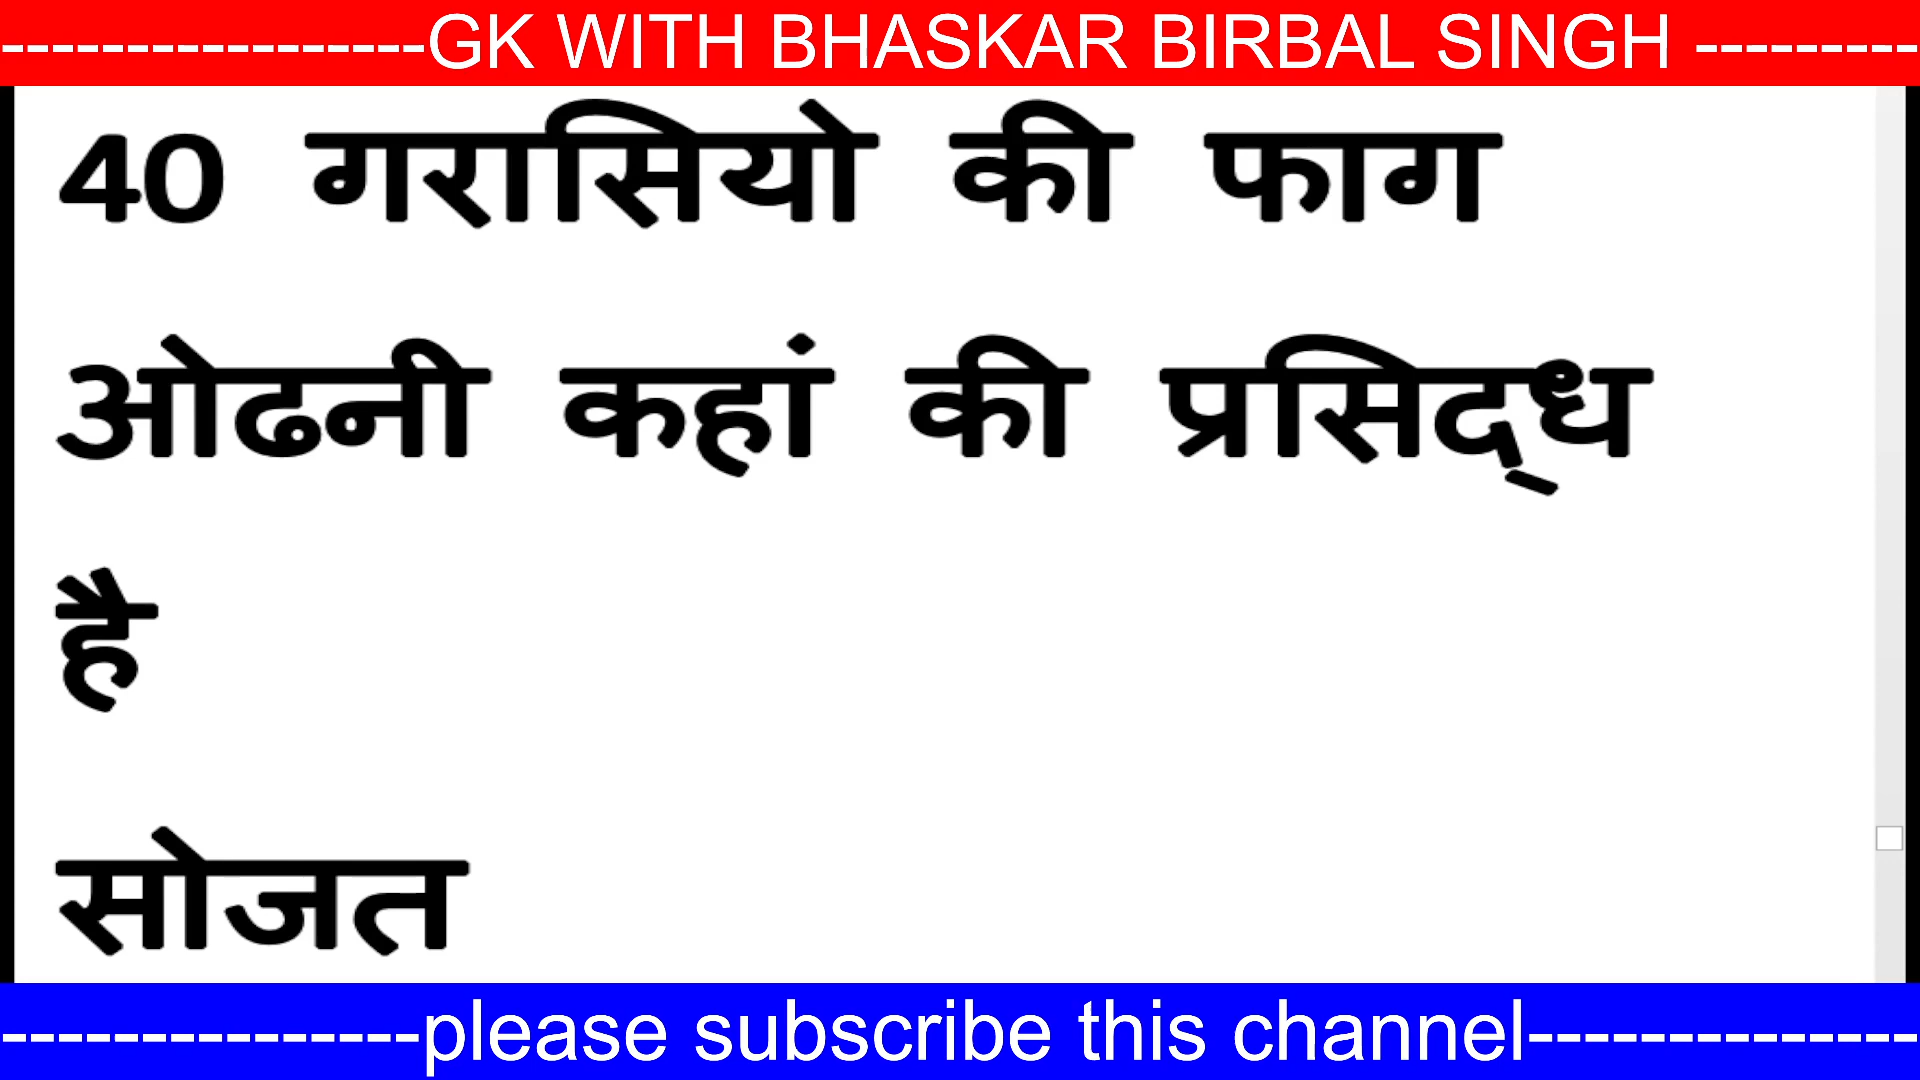 -----------------GK WITH BHASKAR BIRBAL SINGH ---------
40 गरासियो की फाग
ओढनी कहां की प्रसिद्ध
है
सोजत
---------------please subscribe this channel--------------